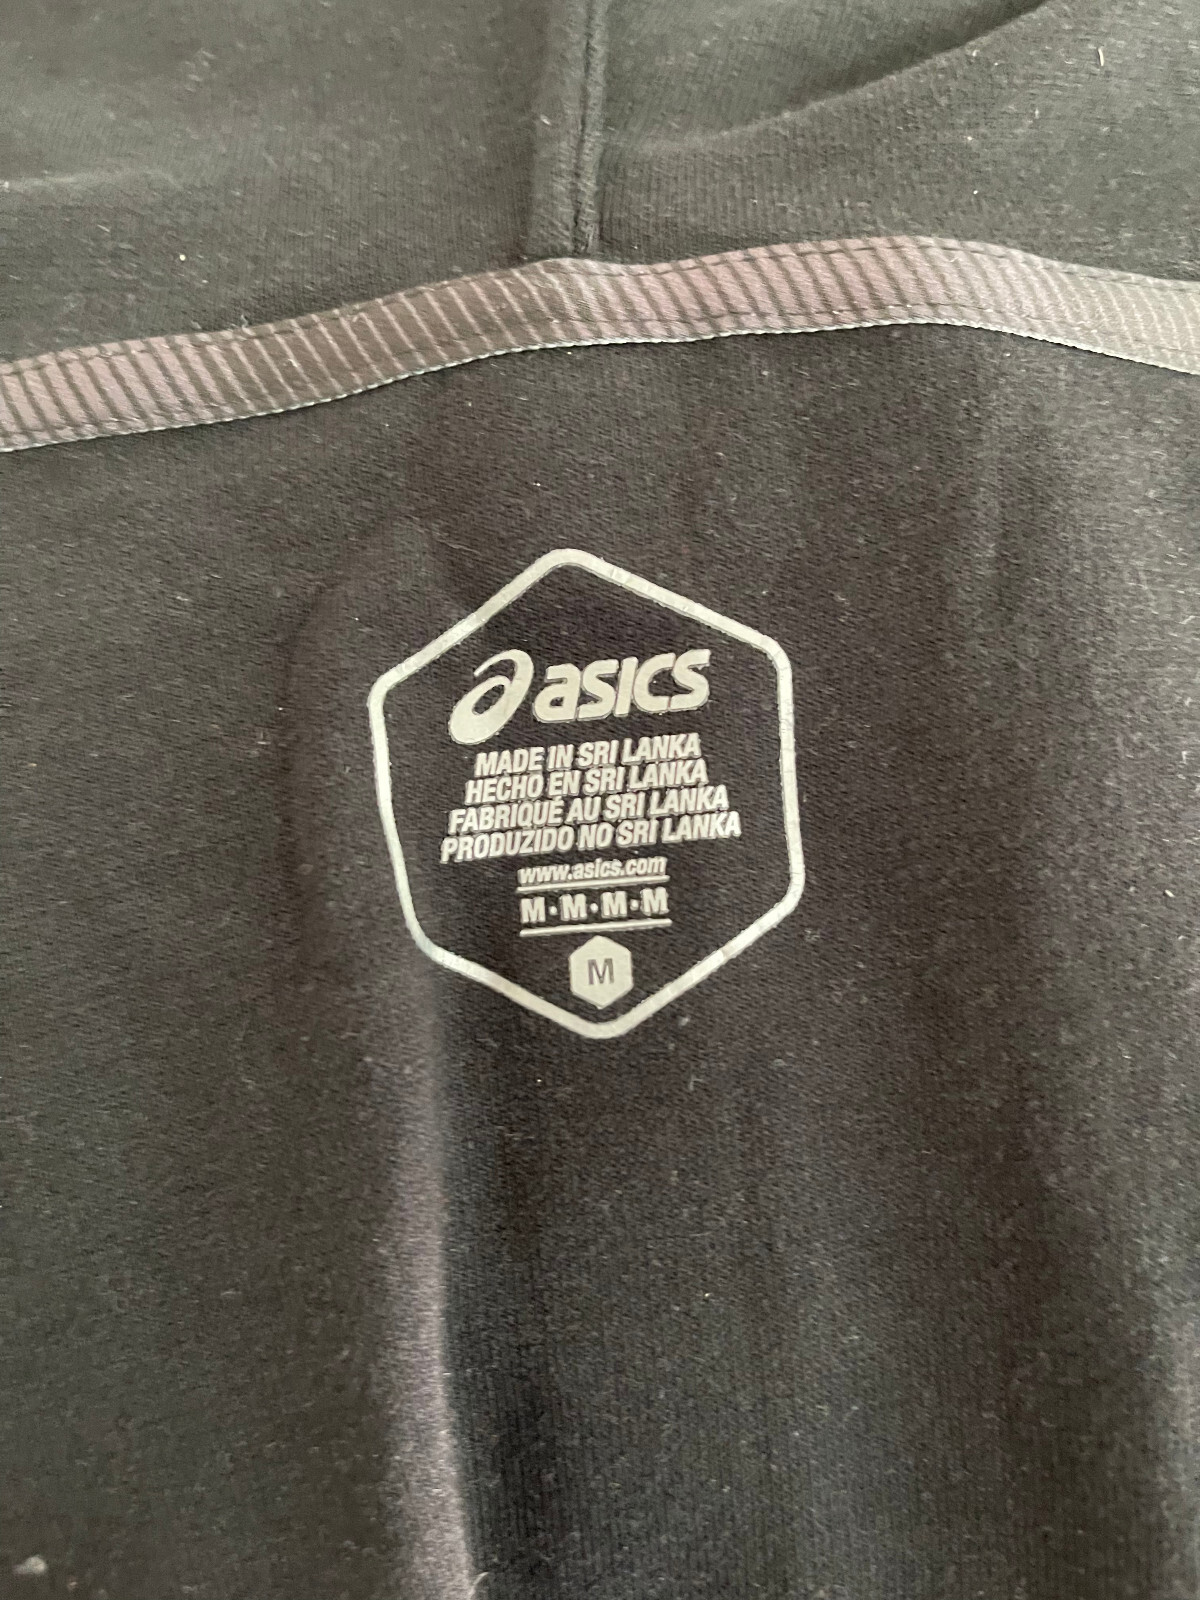 asics
MADE IN SRI LANKA
HECHO EN SRI LANKA
FABRIQUÉ AU SRI LANKA
PRODUZIDO NO SRI LANKA
www.asics.com
M·M·M·M
M